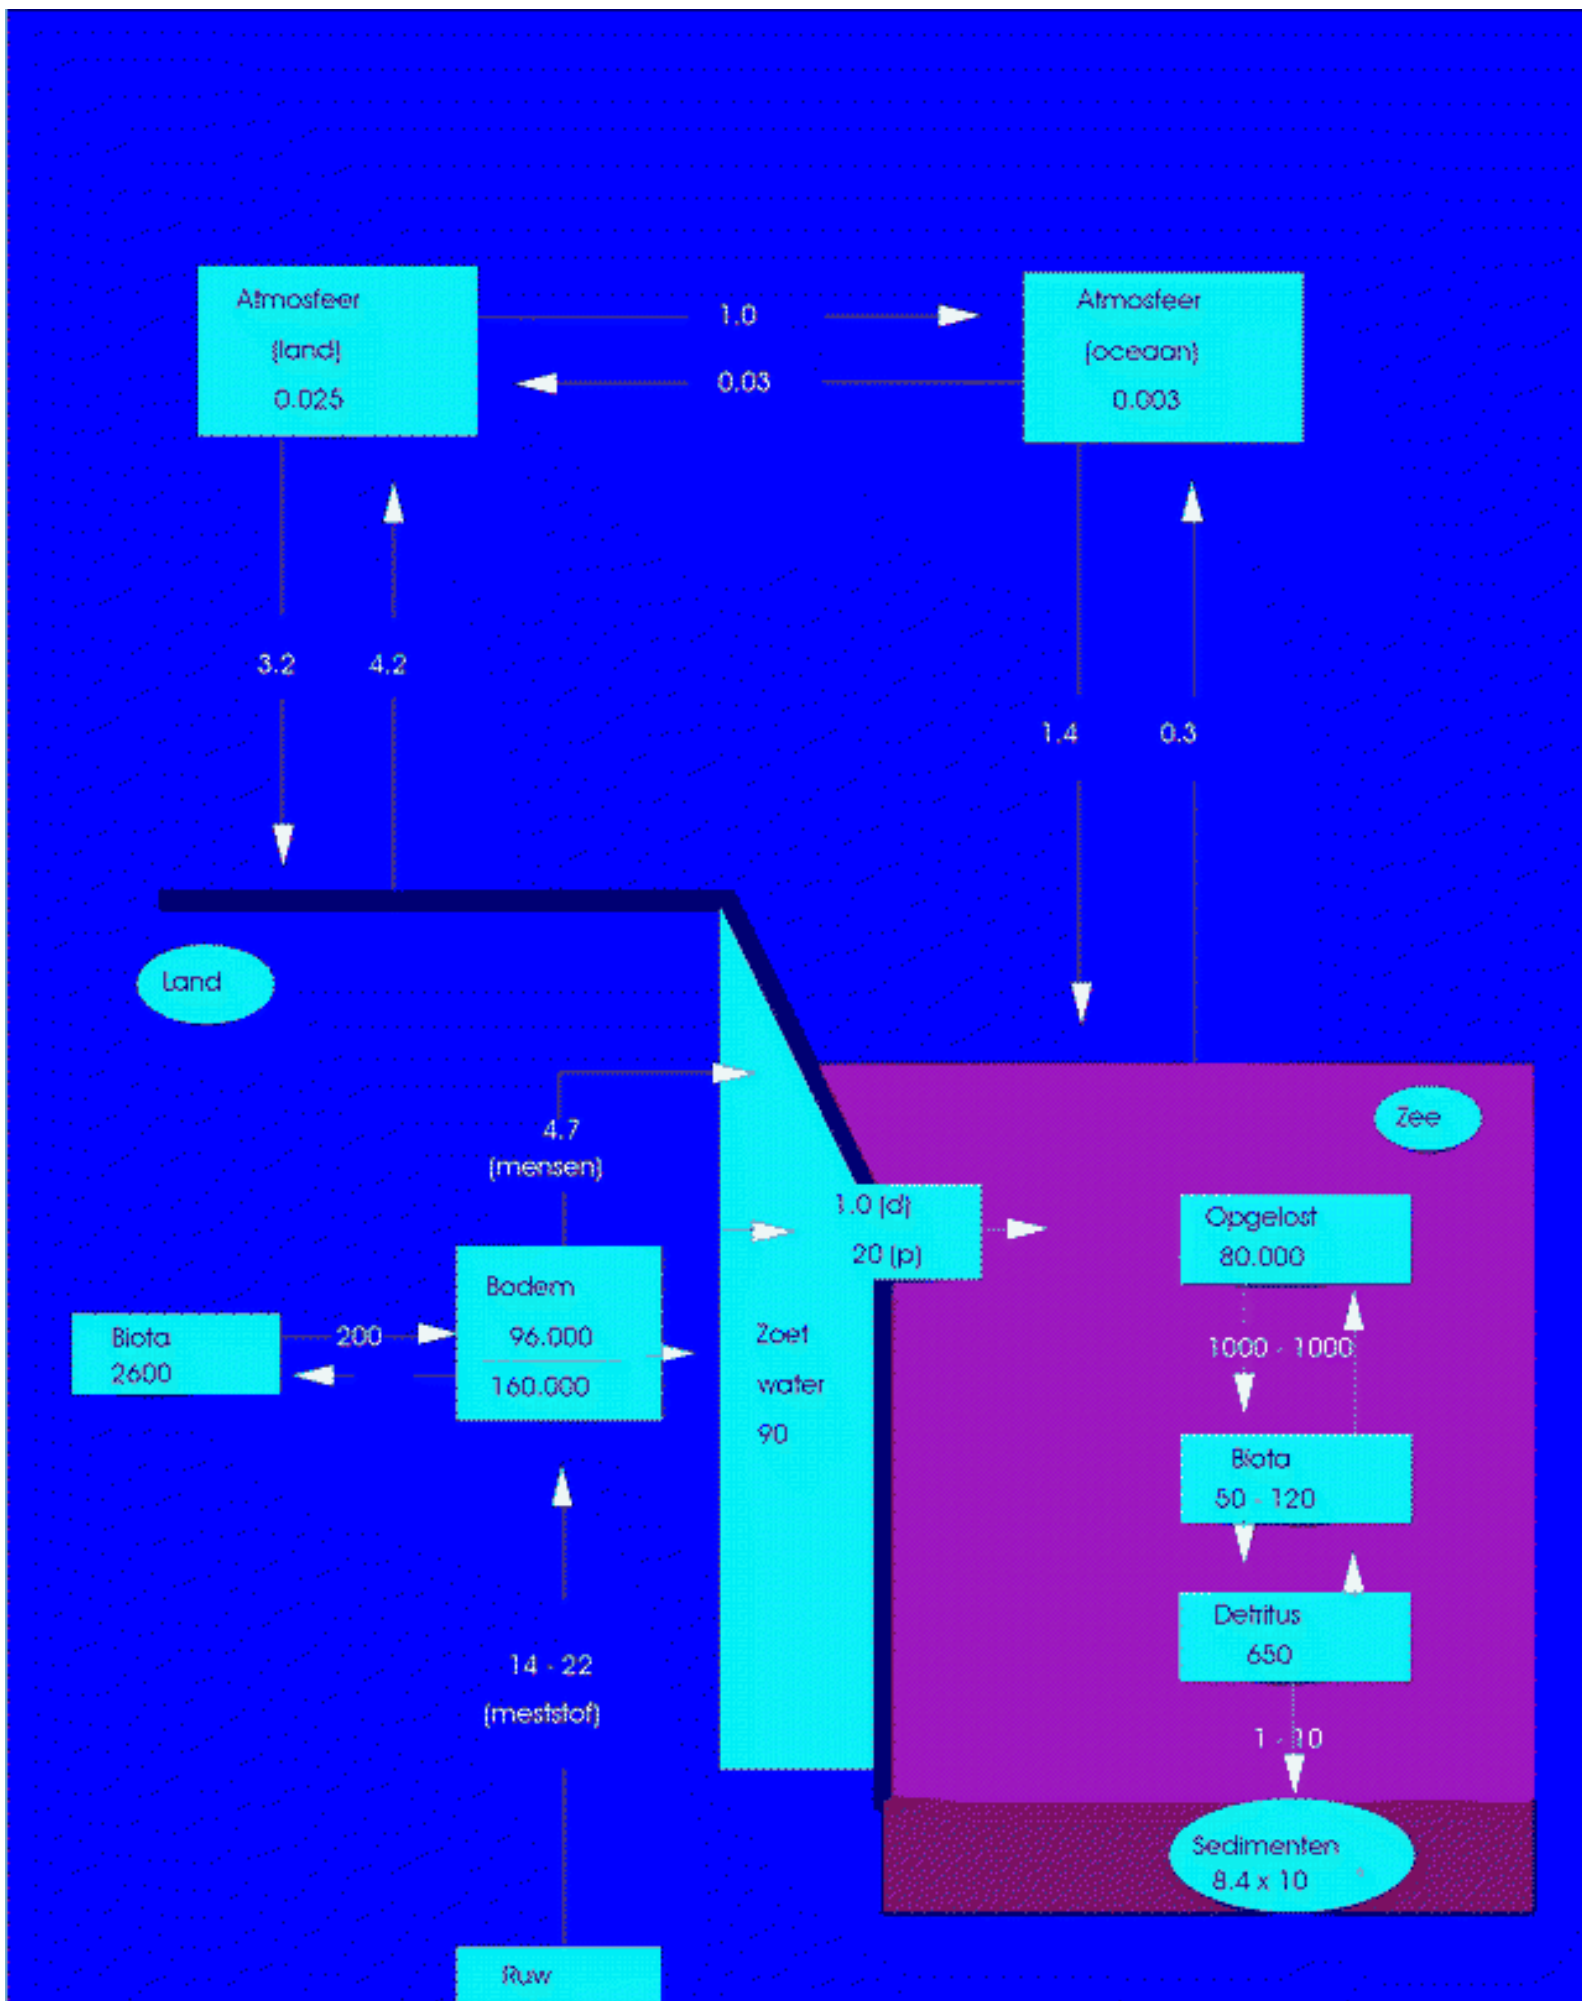 Atmosfeer
(land)
0.025
1.0
0.03
Atmosfeer
(oceaan)
0.003
3.2
4.2
1.4
0.3
Land
Zee
4.7
(mensen)
1.0 (d)
20 (p)
Opgelost
80.000
Bodem
96.000
160.000
Biota
2600
200
Zoet
water
90
1000 - 1000
Biota
50 - 120
Detritus
650
14 - 22
(meststof)
1 - 10
Sedimenten
8.4 x 10
Ruw